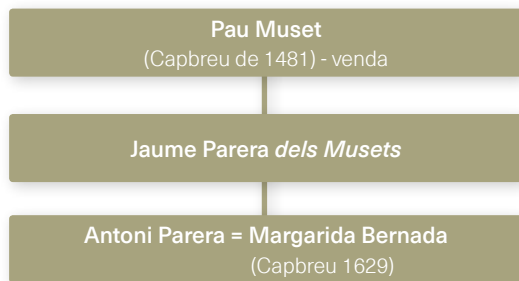 Pau Muset
(Capbreu de 1481) - venda
Jaume Parera dels Musets
Antoni Parera = Margarida Bernada
(Capbreu 1629)